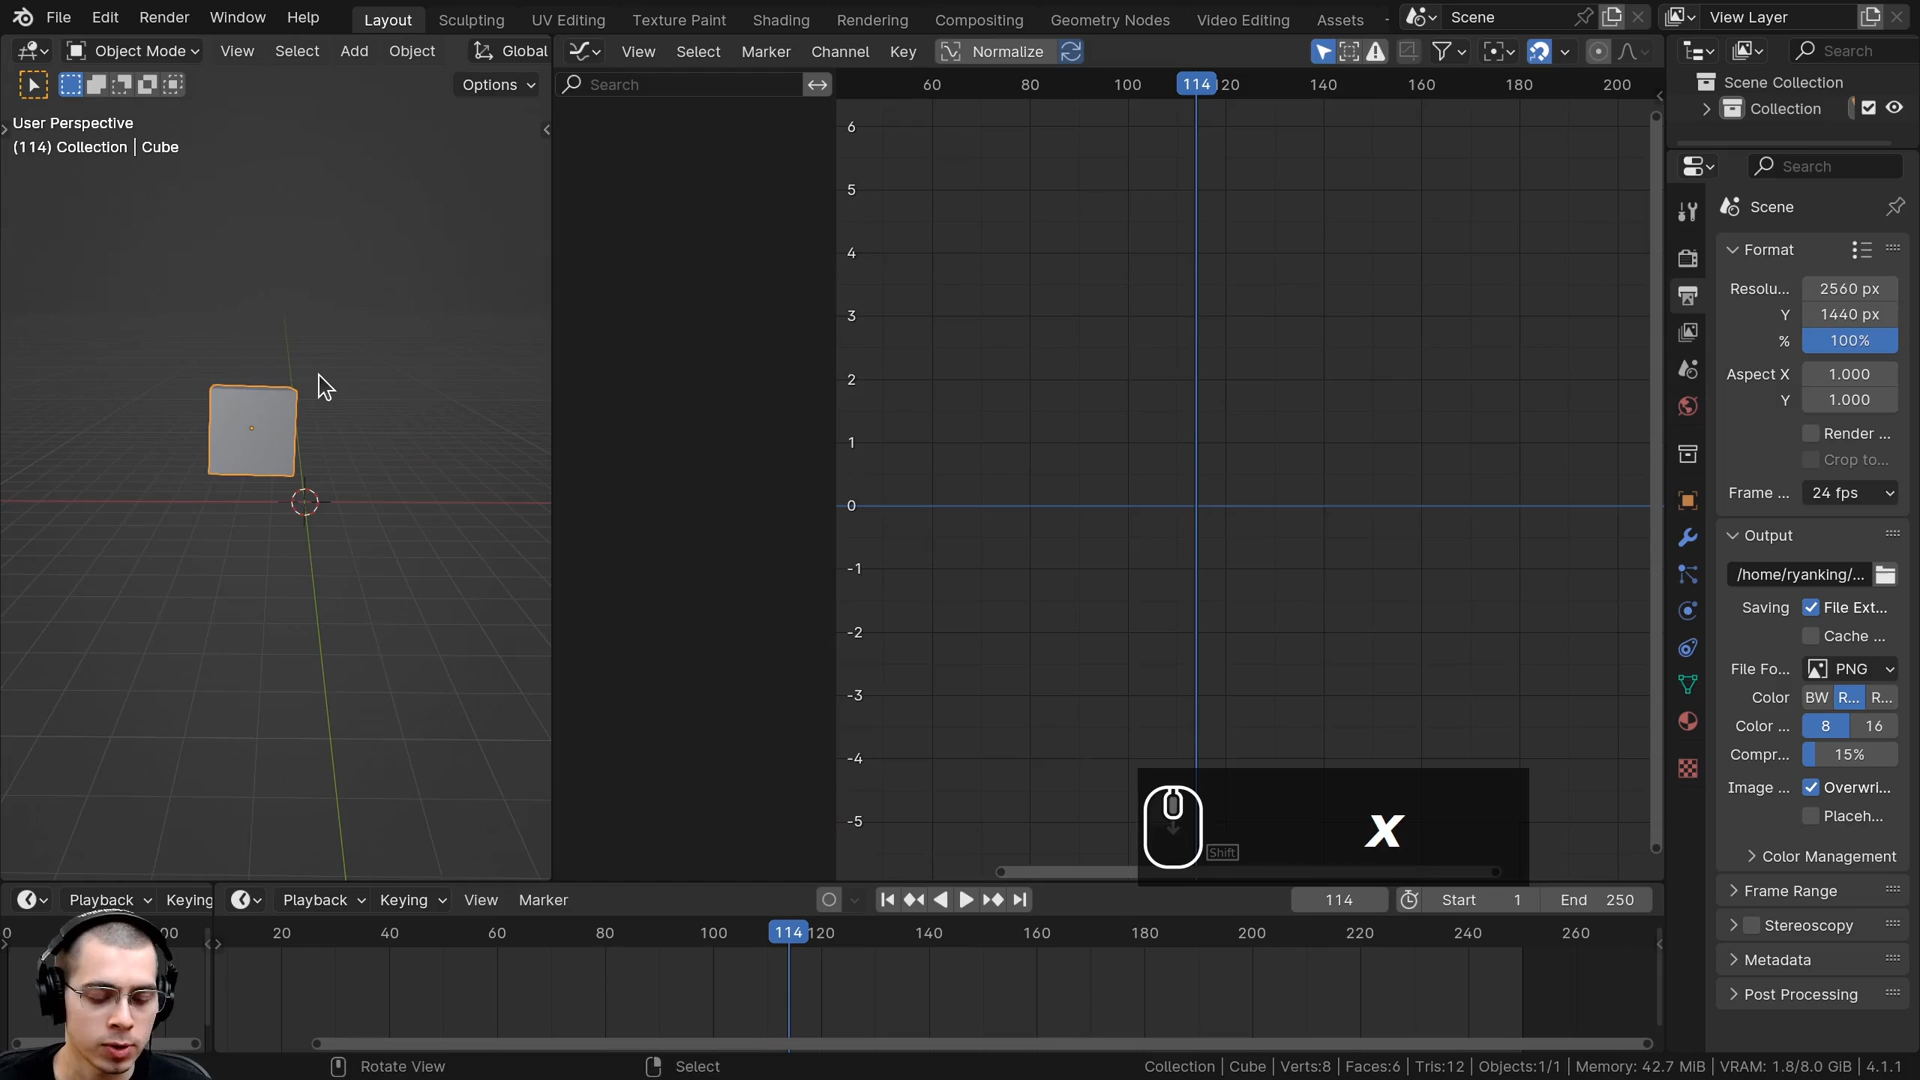 File Edit Render Window Help Layout Sculpting UV Editing Texture Paint Shading Rendering Compositing Geometry Nodes Video Editing Assets Scene View Layer
Object Mode View Select Add Object Global View Select Marker Channel Key Normalize Search
Options Search 60 80 100 114 20 140 160 180 200 Scene Collection
Collection
User Perspective
(114) Collection | Cube
6
5
4
3
2
1
0
-1
-2
-3
-4
-5
Search
Scene
Format
Resolu... 2560 px
Y 1440 px
% 100%
Aspect X 1.000
Y 1.000
Render ...
Crop to...
Frame ... 24 fps
Output
/home/ryanking/...
Saving File Ext...
Cache ...
File Fo... PNG
Color BW R... R...
Color ... 8 16
Compr... 15%
Image ... Overwri...
Placeh...
Color Management
Frame Range
Stereoscopy
Metadata
Post Processing
Shift X
Playback Keying Playback Keying View Marker 114 Start 1 End 250
0 00 20 40 60 80 100 114 120 140 160 180 200 220 240 260
Rotate View Select Collection | Cube | Verts:8 | Faces:6 | Tris:12 | Objects:1/1 | Memory: 42.7 MiB | VRAM: 1.8/8.0 GiB | 4.1.1